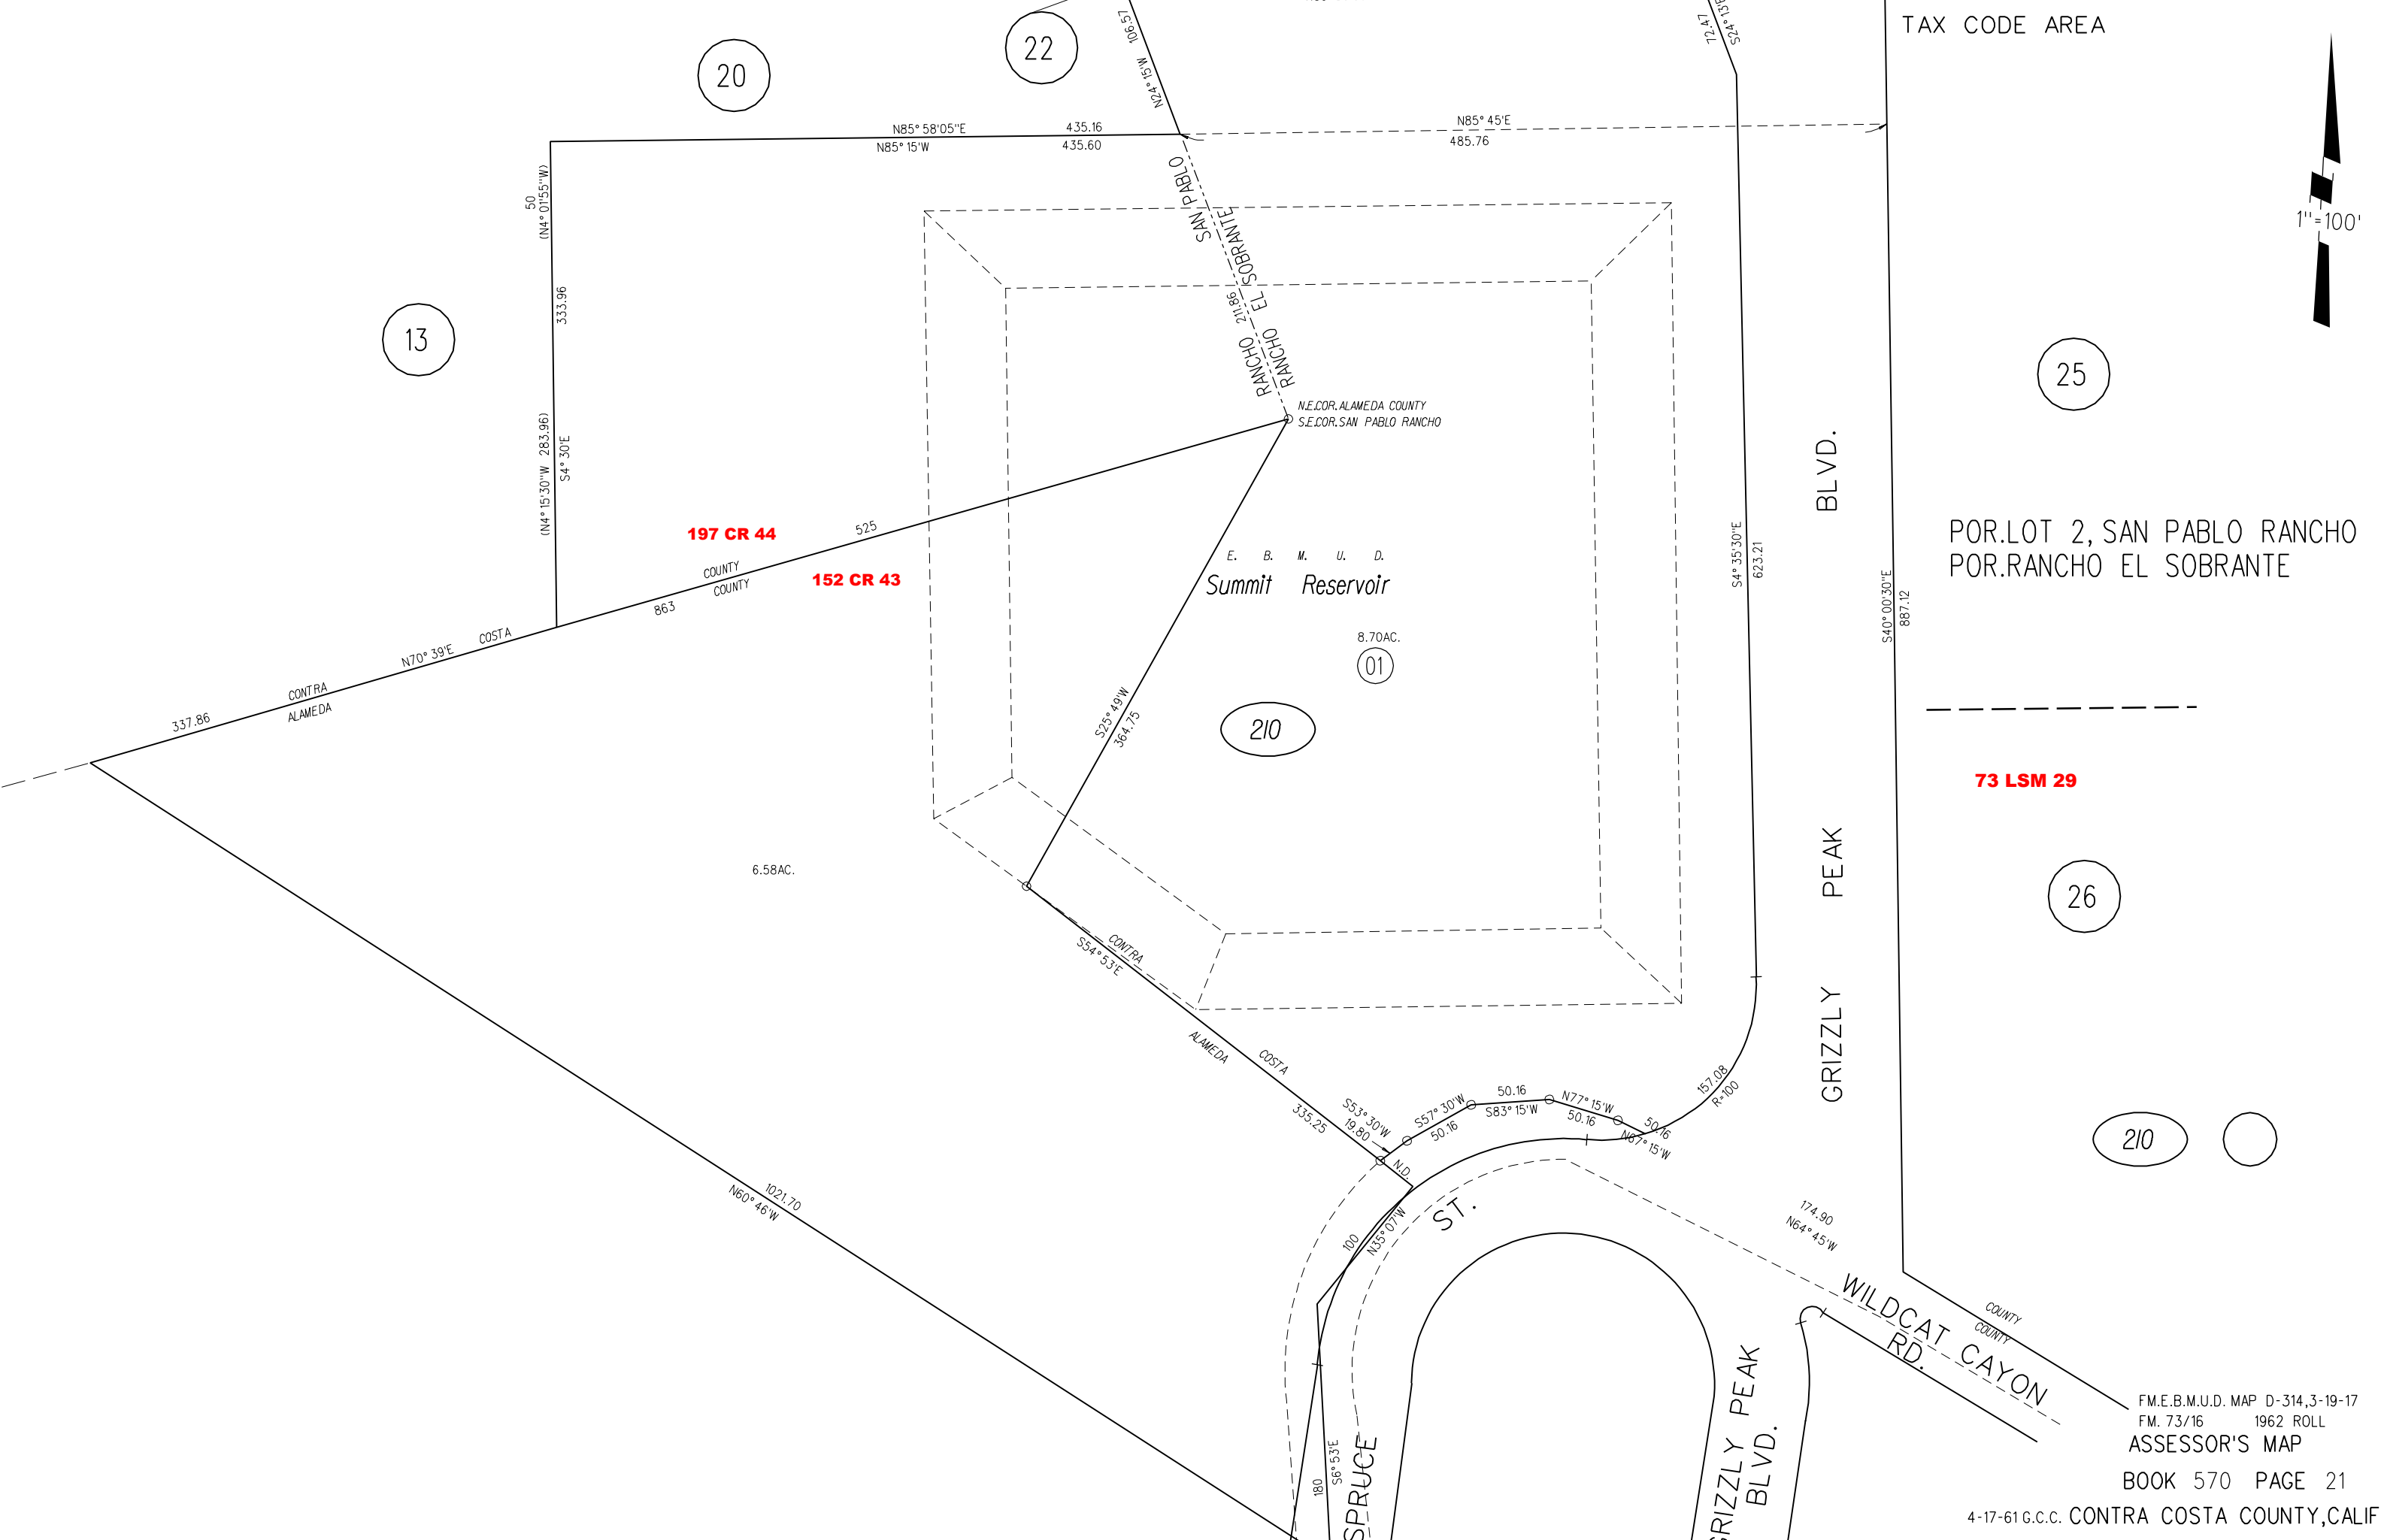 TAX CODE AREA
106.57
N24°15'W
72.47
S24°13'E
22
20
N85°58'05"E 435.16
N85°15'W 435.60
N85°45'E
485.76
1"=100'
50
(N4°01'55"W)
333.96
(N4°15'30"W 283.96)
S4°30'E
13
RANCHO SAN PABLO
211.86
RANCHO EL SOBRANTE
N.E.COR.ALAMEDA COUNTY
S.E.COR.SAN PABLO RANCHO
25
POR.LOT 2, SAN PABLO RANCHO
POR.RANCHO EL SOBRANTE
197 CR 44
525
152 CR 43
COUNTY
COUNTY
863
COSTA
N70°39'E
CONTRA
ALAMEDA
337.86
E. B. M. U. D.
Summit Reservoir
8.70AC.
01
210
S25°49'W
364.75
S4°35'30"E
623.21
GRIZZLY PEAK BLVD.
S40°00'30"E
887.12
73 LSM 29
26
6.58AC.
CONTRA
S54°53'E
ALAMEDA
COSTA
335.25
S53°30'W
19.80
S57°30'W
50.16
50.16
S83°15'W
N77°15'W
50.16
50.16
N67°15'W
157.08
R=100
N.D.
100
N35°07'W
ST.
210
1021.70
N60°46'W
174.90
N64°45'W
WILDCAT CAYON
RD.
COUNTY
COUNTY
180
S6°53'E
SPRUCE
GRIZZLY PEAK
BLVD.
FM.E.B.M.U.D. MAP D-314,3-19-17
FM. 73/16 1962 ROLL
ASSESSOR'S MAP
BOOK 570 PAGE 21
4-17-61 G.C.C. CONTRA COSTA COUNTY,CALIF